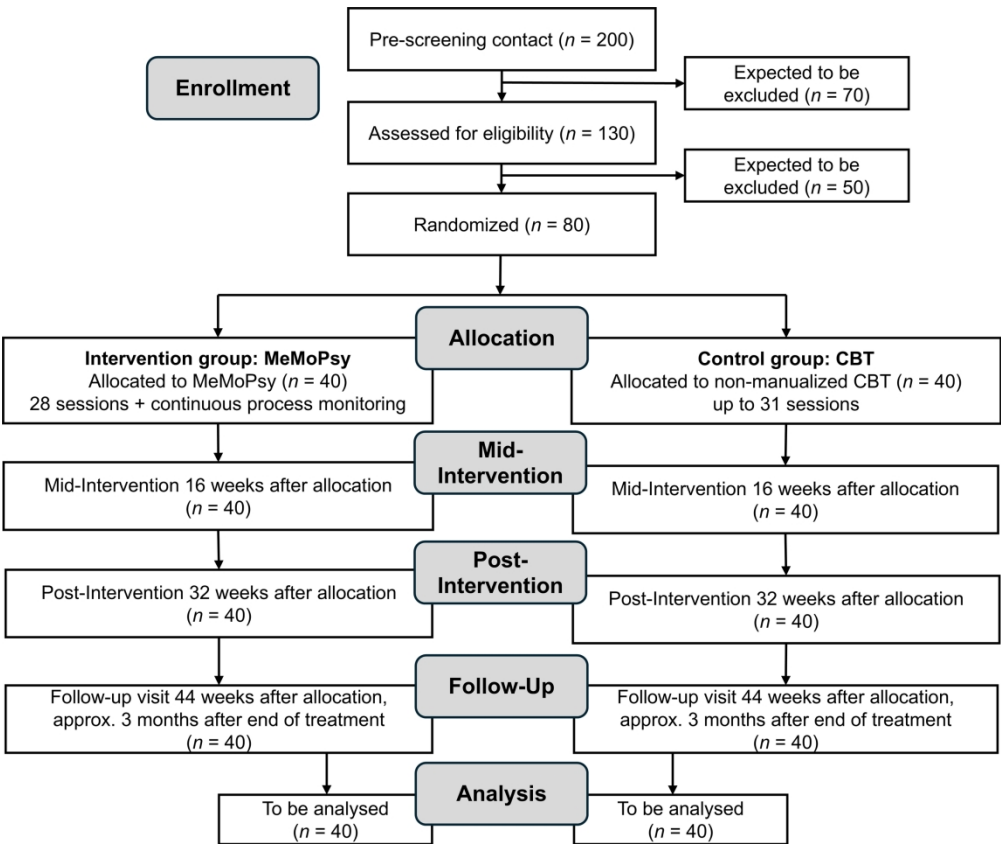 Pre-screening contact (n = 200)
Enrollment
Expected to be
excluded (n = 70)
Assessed for eligibility (n = 130)
Expected to be
excluded (n = 50)
Randomized (n = 80)
Allocation
Intervention group: MeMoPsy
Allocated to MeMoPsy (n = 40)
28 sessions + continuous process monitoring
Control group: CBT
Allocated to non-manualized CBT (n = 40)
up to 31 sessions
Mid-
Intervention
Mid-Intervention 16 weeks after allocation
(n = 40)
Mid-Intervention 16 weeks after allocation
(n = 40)
Post-
Intervention
Post-Intervention 32 weeks after allocation
(n = 40)
Post-Intervention 32 weeks after allocation
(n = 40)
Follow-Up
Follow-up visit 44 weeks after allocation,
approx. 3 months after end of treatment
(n = 40)
Follow-up visit 44 weeks after allocation,
approx. 3 months after end of treatment
(n = 40)
Analysis
To be analysed
(n = 40)
To be analysed
(n = 40)